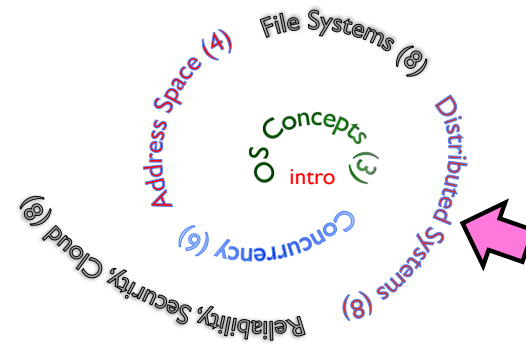 intro
OS Concepts (3)
Concurrency (6)
Address Space (4)
File Systems (8)
Distributed Systems (8)
Reliability, Security, Cloud (8)